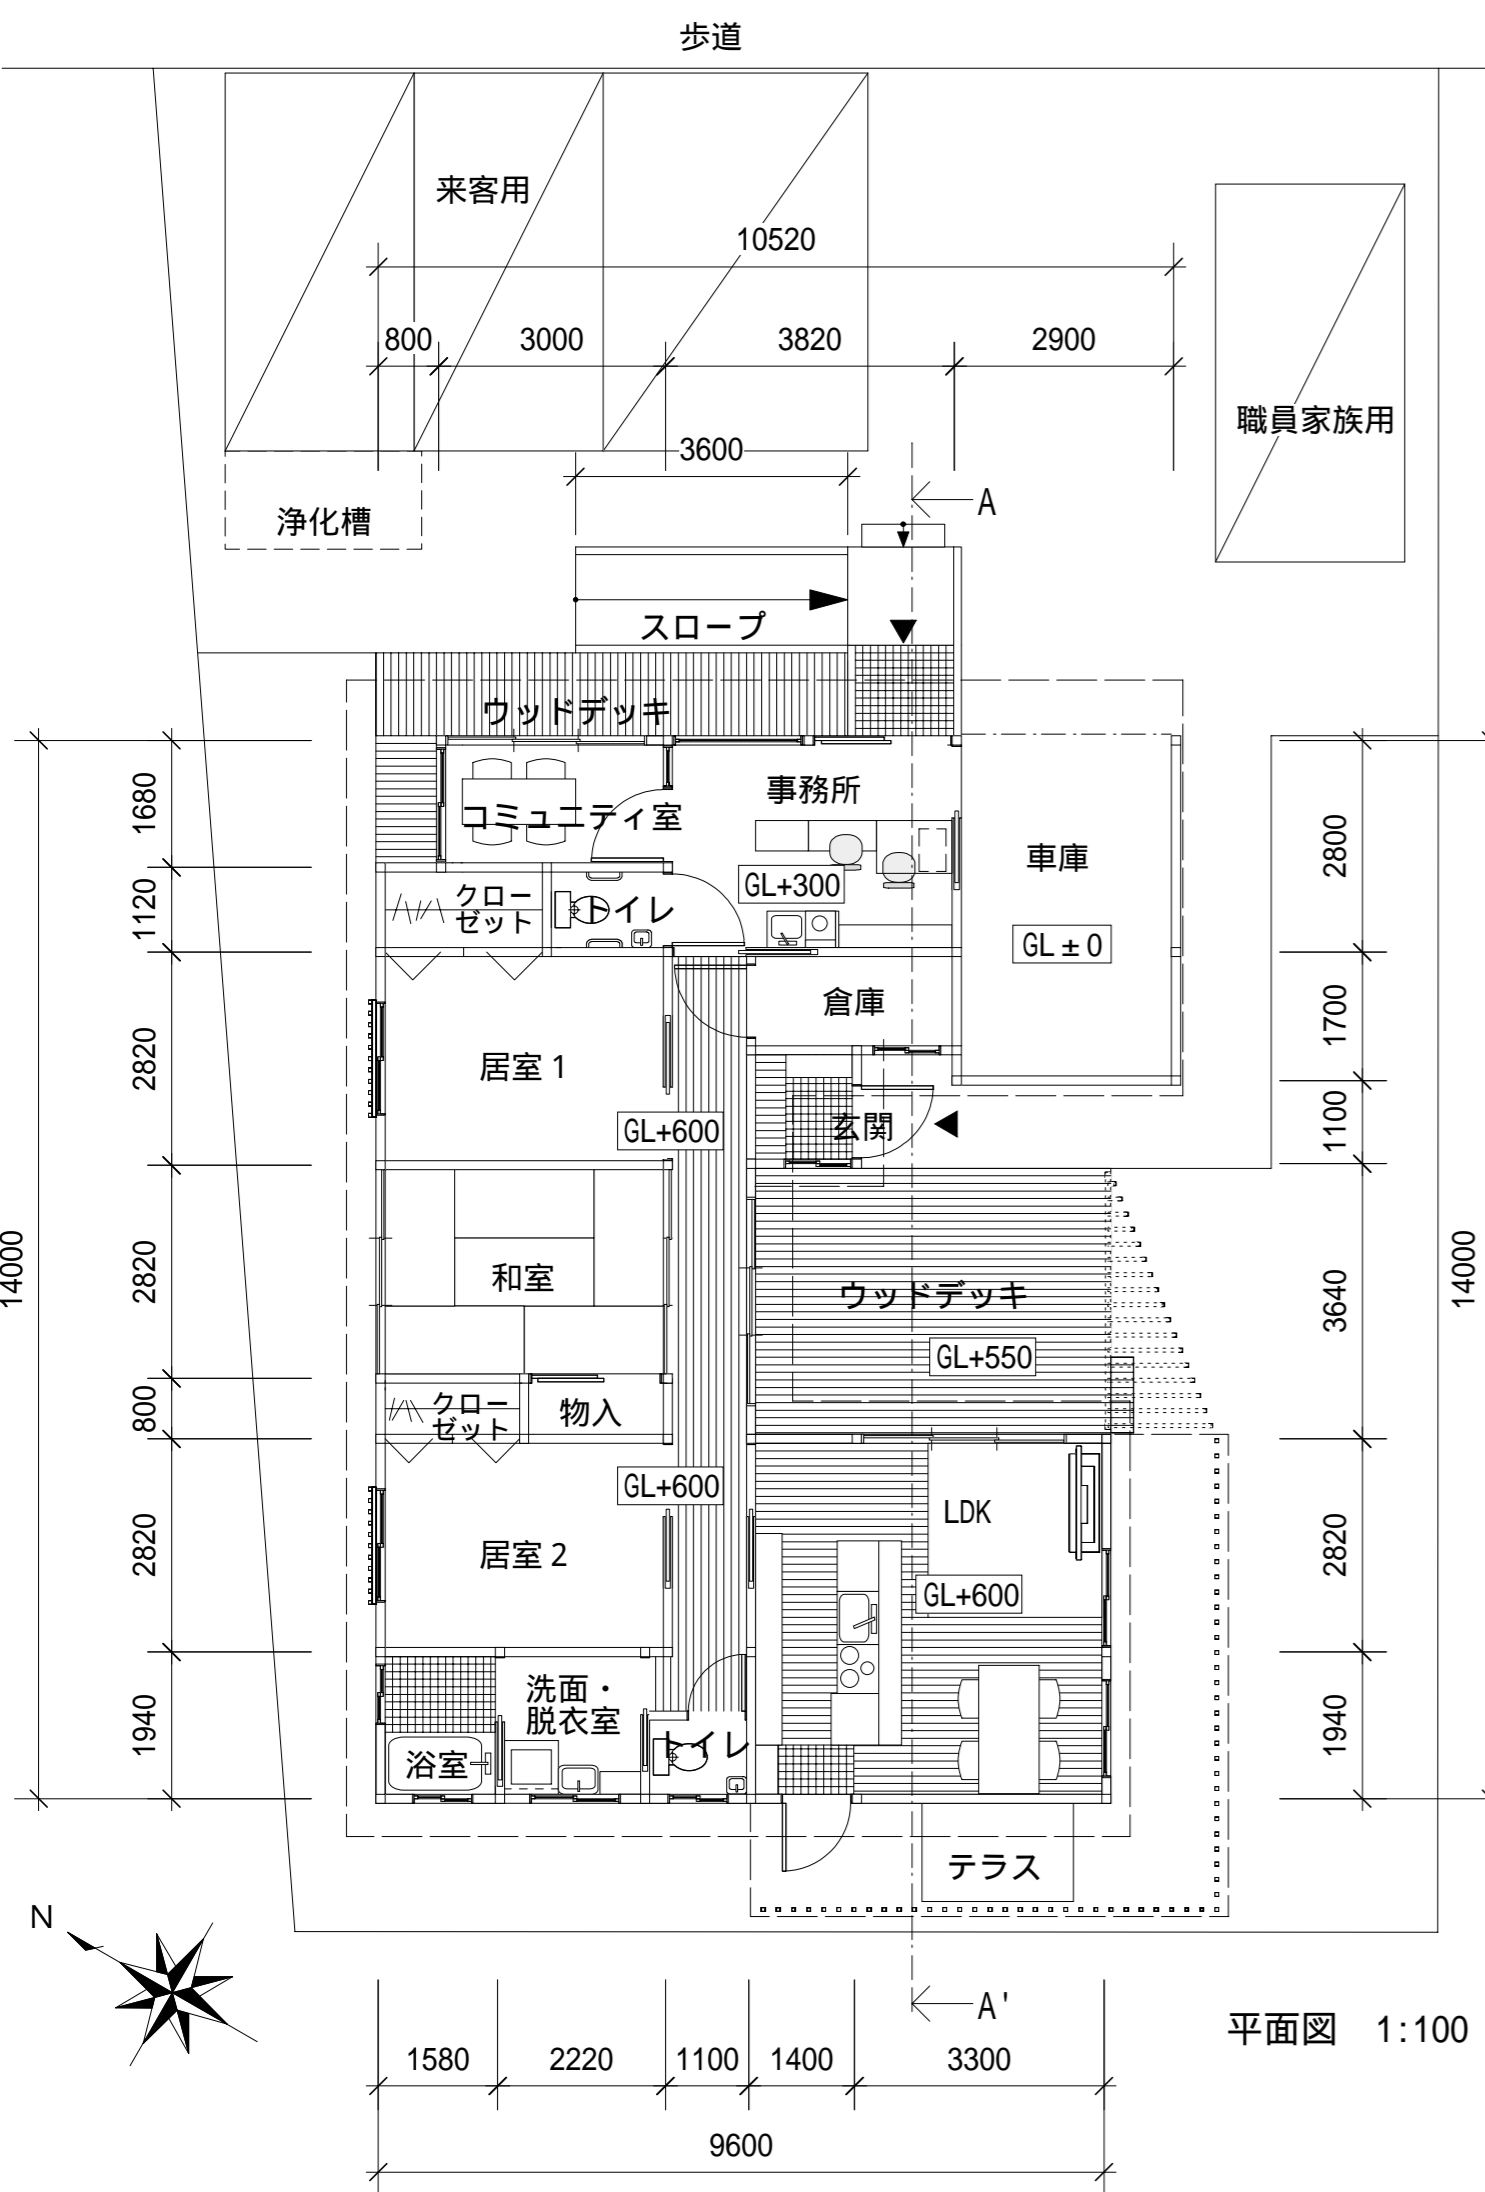 歩道
来客用
10520
800
3000
3820
2900
職員家族用
3600
A
浄化槽
スロープ
ウッドデッキ
1680
事務所
コミュニティ室
2800
車庫
GL+300
1120
クロー
ゼット
トイレ
GL±0
倉庫
1700
2820
居室1
GL+600
玄関
1100
14000
2820
和室
ウッドデッキ
3640
14000
GL+550
800
クロー
ゼット
物入
GL+600
LDK
2820
居室2
2820
GL+600
洗面・
脱衣室
1940
浴室
トイレ
1940
テラス
N
A'
平面図 1:100
1580
2220
1100
1400
3300
9600